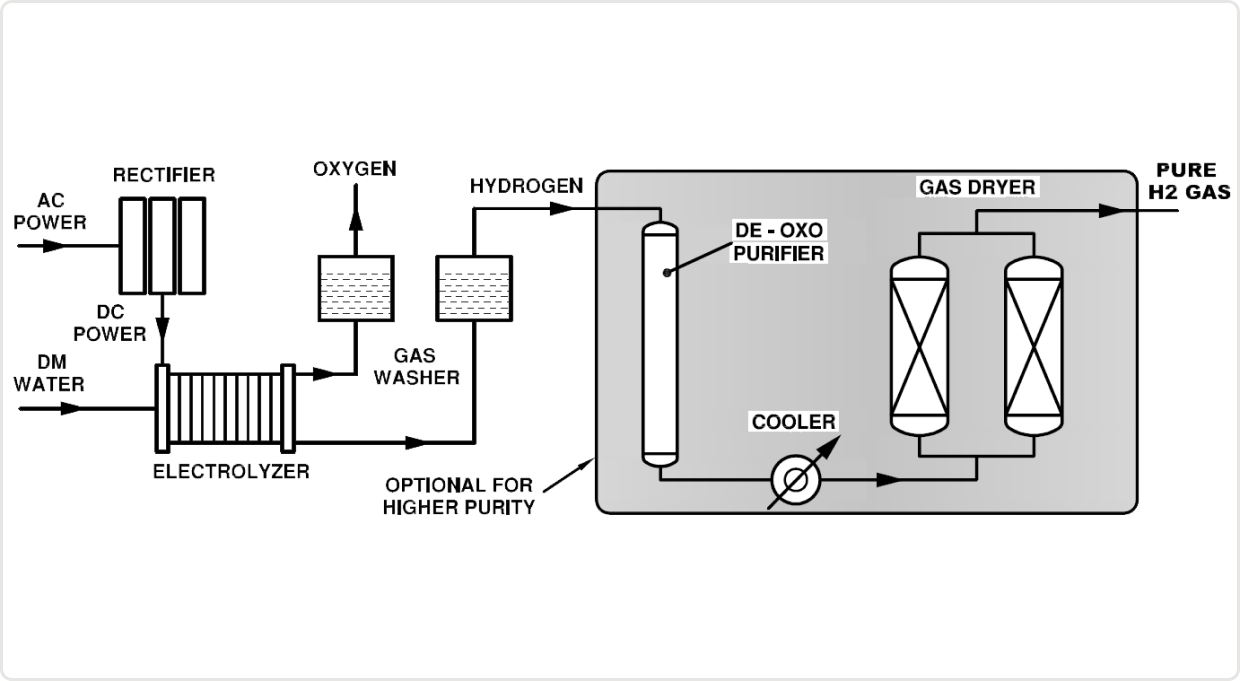 RECTIFIER
AC
POWER
DC
POWER
DM
WATER
ELECTROLYZER
OXYGEN
GAS
WASHER
HYDROGEN
OPTIONAL FOR
HIGHER PURITY
DE - OXO
PURIFIER
COOLER
GAS DRYER
PURE
H2 GAS